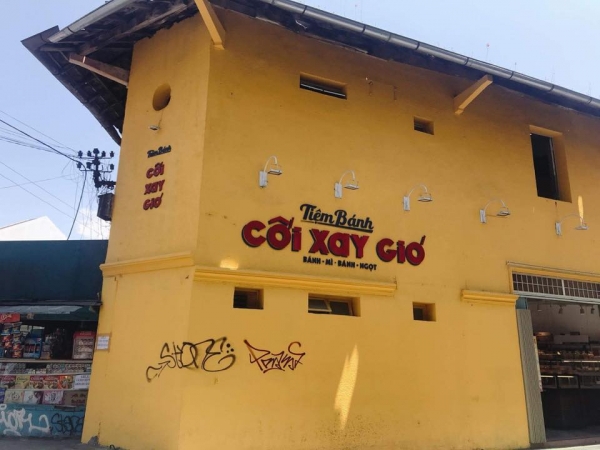 Tiệm Bánh
CỐI
XAY
GIÓ
Tiệm Bánh
CỐI XAY GIÓ
BÁNH - MÌ - BÁNH - NGỌT